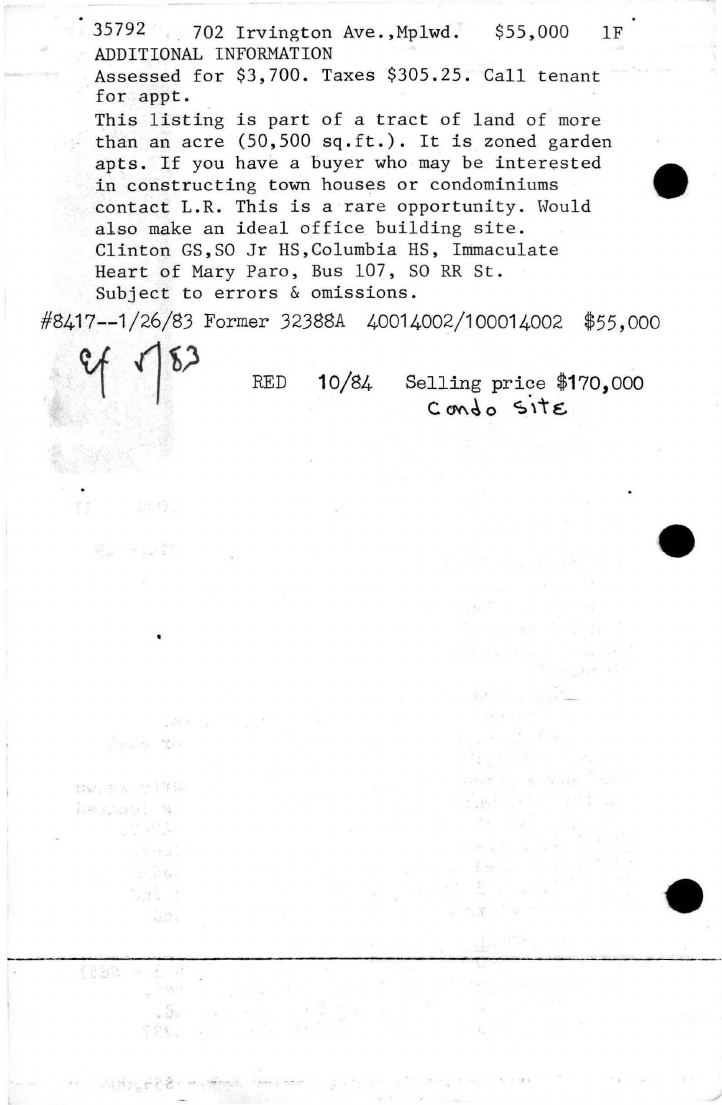 35792 702 Irvington Ave.,Mplwd. $55,000 1F
ADDITIONAL INFORMATION
Assessed for $3,700. Taxes $305.25. Call tenant
for appt.
This listing is part of a tract of land of more
than an acre (50,500 sq.ft.). It is zoned garden
apts. If you have a buyer who may be interested
in constructing town houses or condominiums
contact L.R. This is a rare opportunity. Would
also make an ideal office building site.
Clinton GS,SO Jr HS,Columbia HS, Immaculate
Heart of Mary Paro, Bus 107, SO RR St.
Subject to errors & omissions.
#8417--1/26/83 Former 32388A 40014002/100014002 $55,000
83
RED 10/84 Selling price $170,000
Condo Site